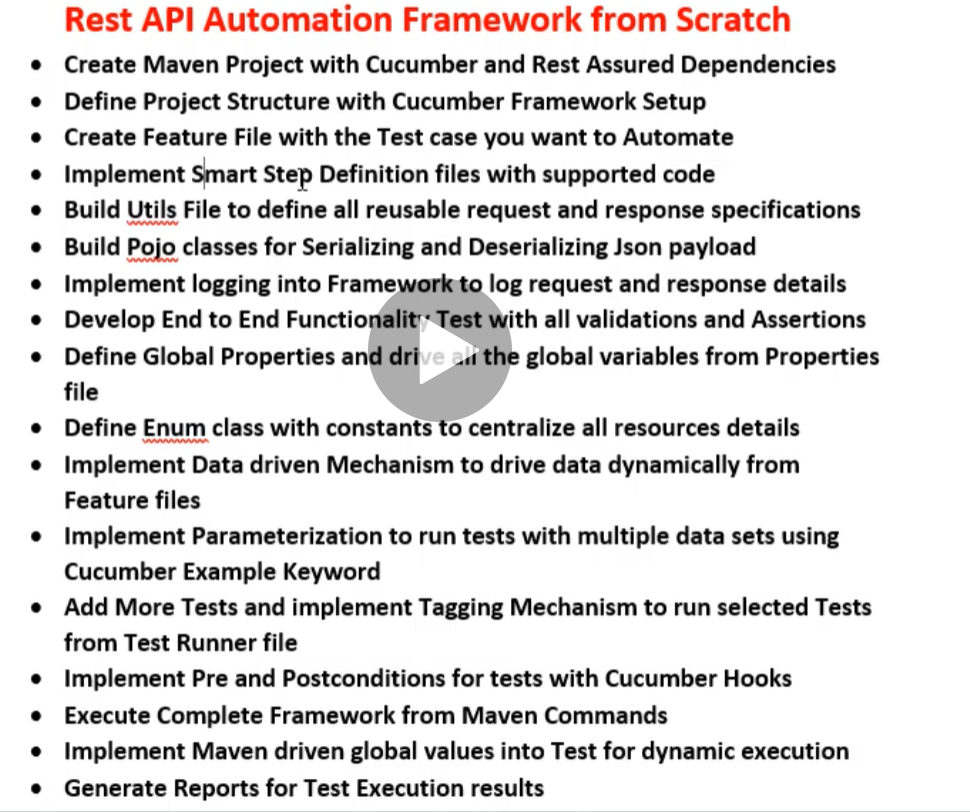 Rest API Automation Framework from Scratch
• Create Maven Project with Cucumber and Rest Assured Dependencies
• Define Project Structure with Cucumber Framework Setup
• Create Feature File with the Test case you want to Automate
• Implement Smart Step Definition files with supported code
• Build Utils File to define all reusable request and response specifications
• Build Pojo classes for Serializing and Deserializing Json payload
• Implement logging into Framework to log request and response details
• Develop End to End Functionality Test with all validations and Assertions
• Define Global Properties and drive all the global variables from Properties
file
• Define Enum class with constants to centralize all resources details
• Implement Data driven Mechanism to drive data dynamically from
Feature files
• Implement Parameterization to run tests with multiple data sets using
Cucumber Example Keyword
• Add More Tests and implement Tagging Mechanism to run selected Tests
from Test Runner file
• Implement Pre and Postconditions for tests with Cucumber Hooks
• Execute Complete Framework from Maven Commands
• Implement Maven driven global values into Test for dynamic execution
• Generate Reports for Test Execution results